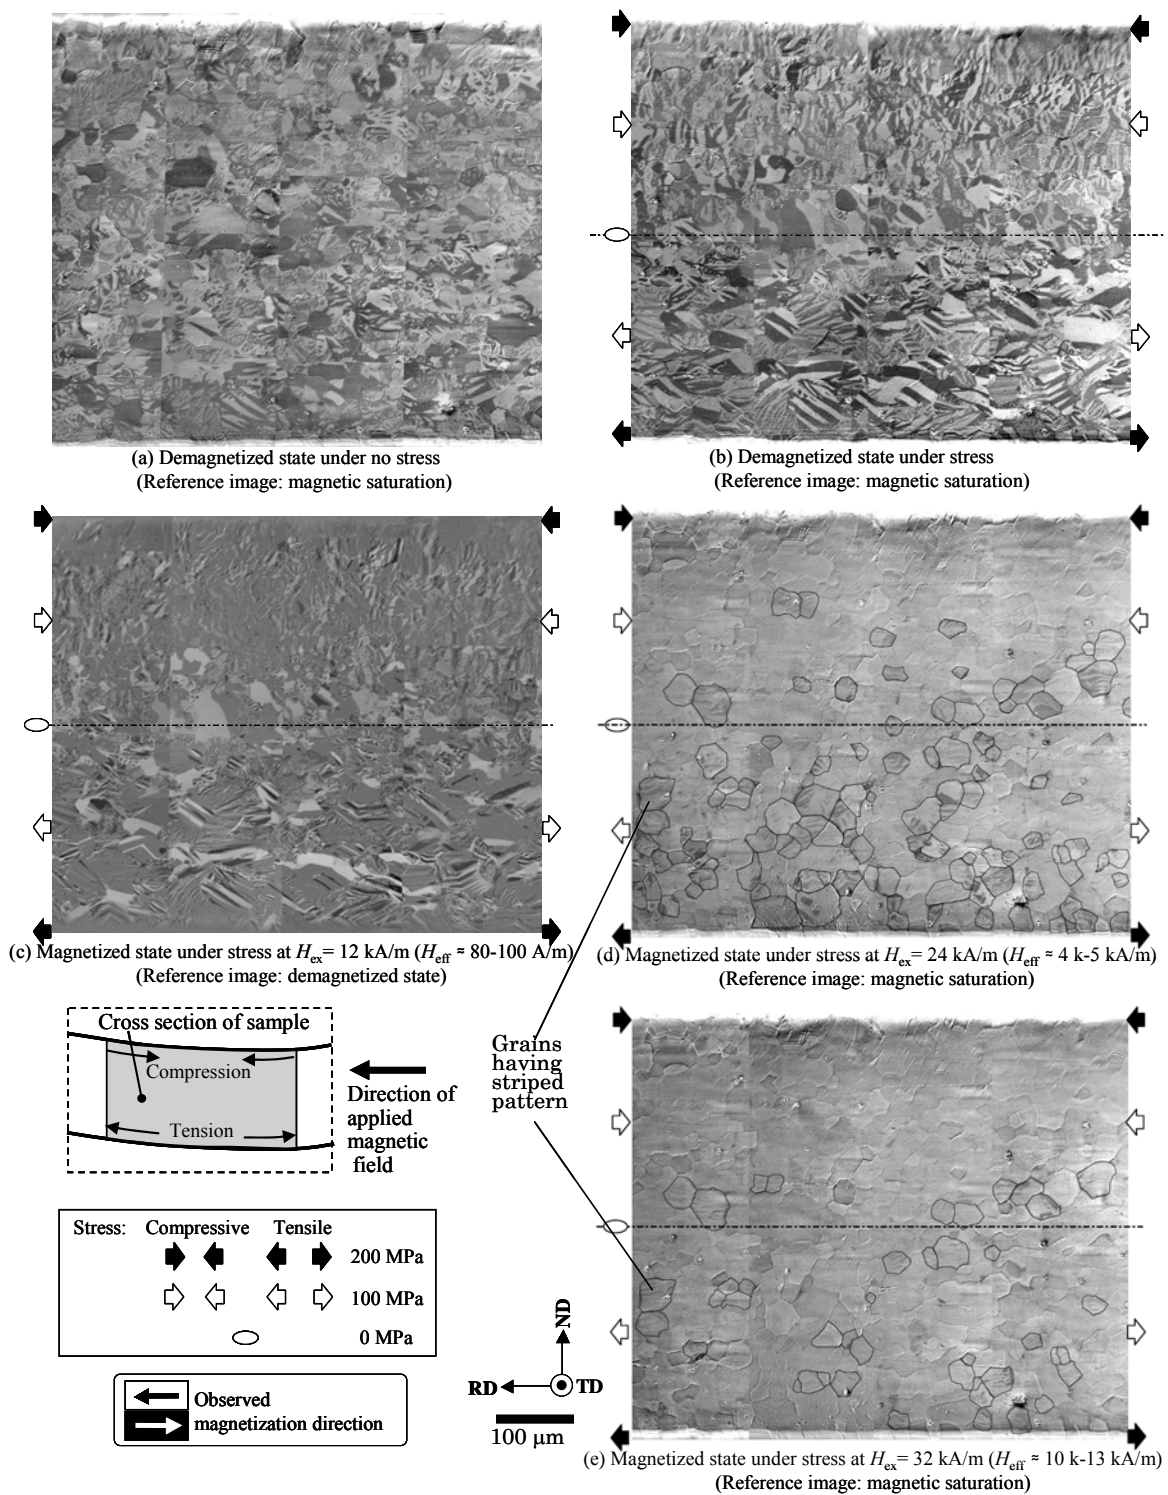 (a) Demagnetized state under no stress
(Reference image: magnetic saturation)
(b) Demagnetized state under stress
(Reference image: magnetic saturation)
(c) Magnetized state under stress at Hex= 12 kA/m (Heff ≈ 80-100 A/m)
(Reference image: demagnetized state)
(d) Magnetized state under stress at Hex= 24 kA/m (Heff ≈ 4 k-5 kA/m)
(Reference image: magnetic saturation)
Cross section of sample
Compression
Tension
Direction of
applied
magnetic
field
Grains
having
striped
pattern
Stress: Compressive Tensile
200 MPa
100 MPa
0 MPa
Observed
magnetization direction
ND
RD
TD
100 μm
(e) Magnetized state under stress at Hex= 32 kA/m (Heff ≈ 10 k-13 kA/m)
(Reference image: magnetic saturation)